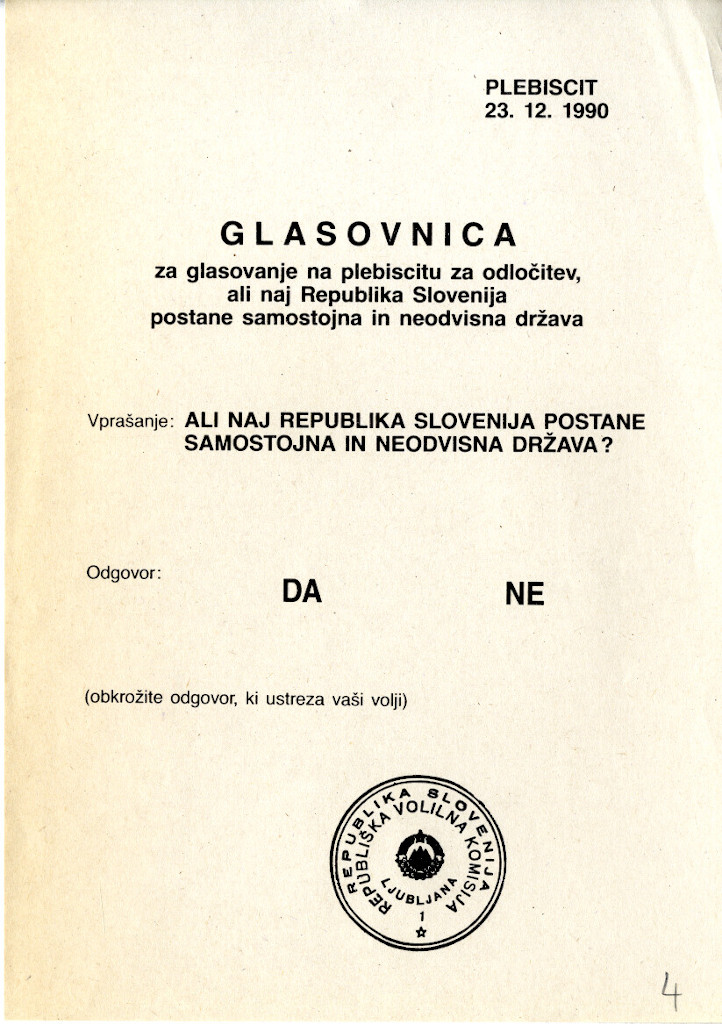 PLEBISCIT
23. 12. 1990
GLASOVNICA
za glasovanje na plebiscitu za odločitev,
ali naj Republika Slovenija
postane samostojna in neodvisna država
Vprašanje: ALI NAJ REPUBLIKA SLOVENIJA POSTANE
SAMOSTOJNA IN NEODVISNA DRŽAVA?
Odgovor:
DA NE
(obkrožite odgovor, ki ustreza vaši volji)
REPUBLIKA SLOVENIJA
REPUBLIŠKA VOLILNA KOMISIJA
LJUBLJANA
1
4